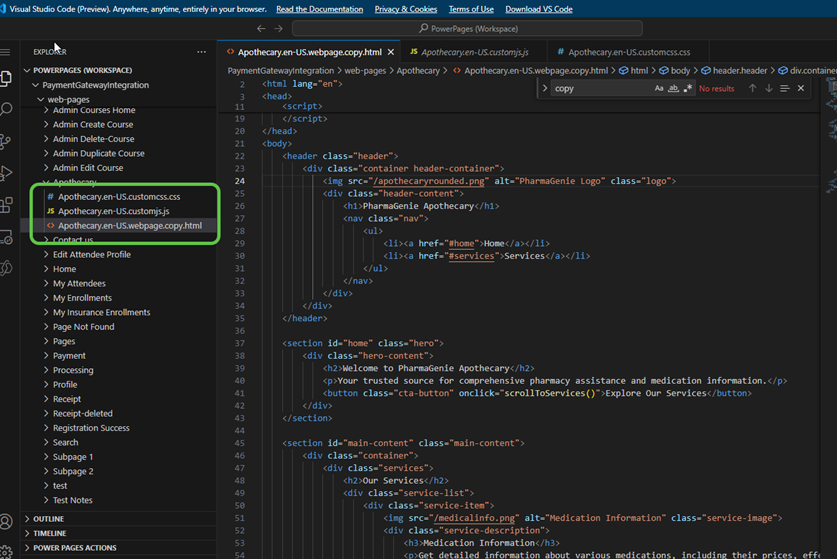 Visual Studio Code (Preview). Anywhere, anytime, entirely in your browser. Read the Documentation Privacy & Cookies Terms of Use Download VS Code
PowerPages (Workspace)
EXPLORER
POWERPAGES (WORKSPACE)
PaymentGatewayIntegration
web-pages
Admin Courses Home
Admin Create Course
Admin Delete-Course
Admin Duplicate Course
Admin Edit Course
Apothecary
# Apothecary.en-US.customcss.css
JS Apothecary.en-US.customjs.js
<> Apothecary.en-US.webpage.copy.html
Contact us
Edit Attendee Profile
Home
My Attendees
My Enrollments
My Insurance Enrollments
Page Not Found
Pages
Payment
Processing
Profile
Receipt
Receipt-deleted
Registration Success
Search
Subpage 1
Subpage 2
test
Test Notes
OUTLINE
TIMELINE
POWER PAGES ACTIONS
<> Apothecary.en-US.webpage.copy.html JS Apothecary.en-US.customjs.js # Apothecary.en-US.customcss.css
PaymentGatewayIntegration > web-pages > Apothecary > <> Apothecary.en-US.webpage.copy.html > html > body > header.header > div.container
copy Aa ab No results
2 <html lang="en">
3 <head>
11 <script>
19 </script>
20 </head>
21 <body>
22 <header class="header">
23 <div class="container header-container">
24 <img src="/apothecaryrounded.png" alt="PharmaGenie Logo" class="logo">
25 <div class="header-content">
26 <h1>PharmaGenie Apothecary</h1>
27 <nav class="nav">
28 <ul>
29 <li><a href="#home">Home</a></li>
30 <li><a href="#services">Services</a></li>
31 </ul>
32 </nav>
33 </div>
34 </div>
35 </header>
36
37 <section id="home" class="hero">
38 <div class="hero-content">
39 <h2>Welcome to PharmaGenie Apothecary</h2>
40 <p>Your trusted source for comprehensive pharmacy assistance and medication information.</p>
41 <button class="cta-button" onclick="scrollToServices()">Explore Our Services</button>
42 </div>
43 </section>
44
45 <section id="main-content" class="main-content">
46 <div class="container">
47 <div class="services">
48 <h2>Our Services</h2>
49 <div class="service-list">
50 <div class="service-item">
51 <img src="/medicalinfo.png" alt="Medication Information" class="service-image">
52 <div class="service-description">
53 <h3>Medication Information</h3>
54 <p>Get detailed information about various medications, including their prices, effe